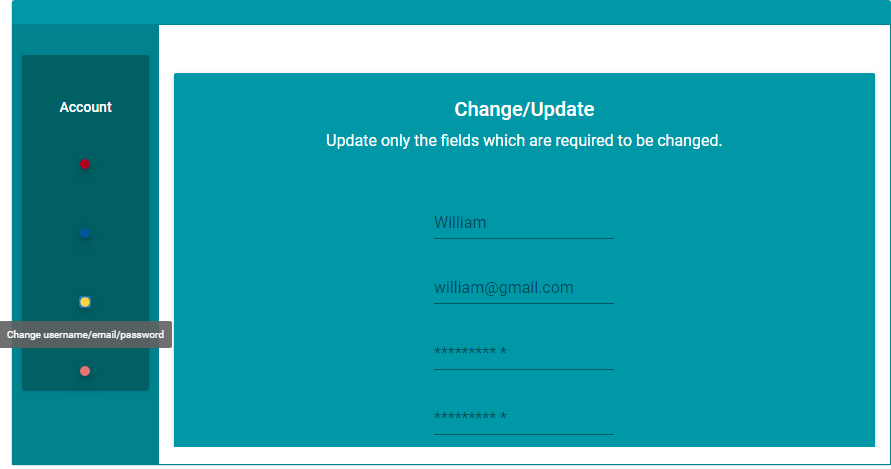 Account
Change username/email/password
Change/Update
Update only the fields which are required to be changed.
William
william@gmail.com
********* *
********* *